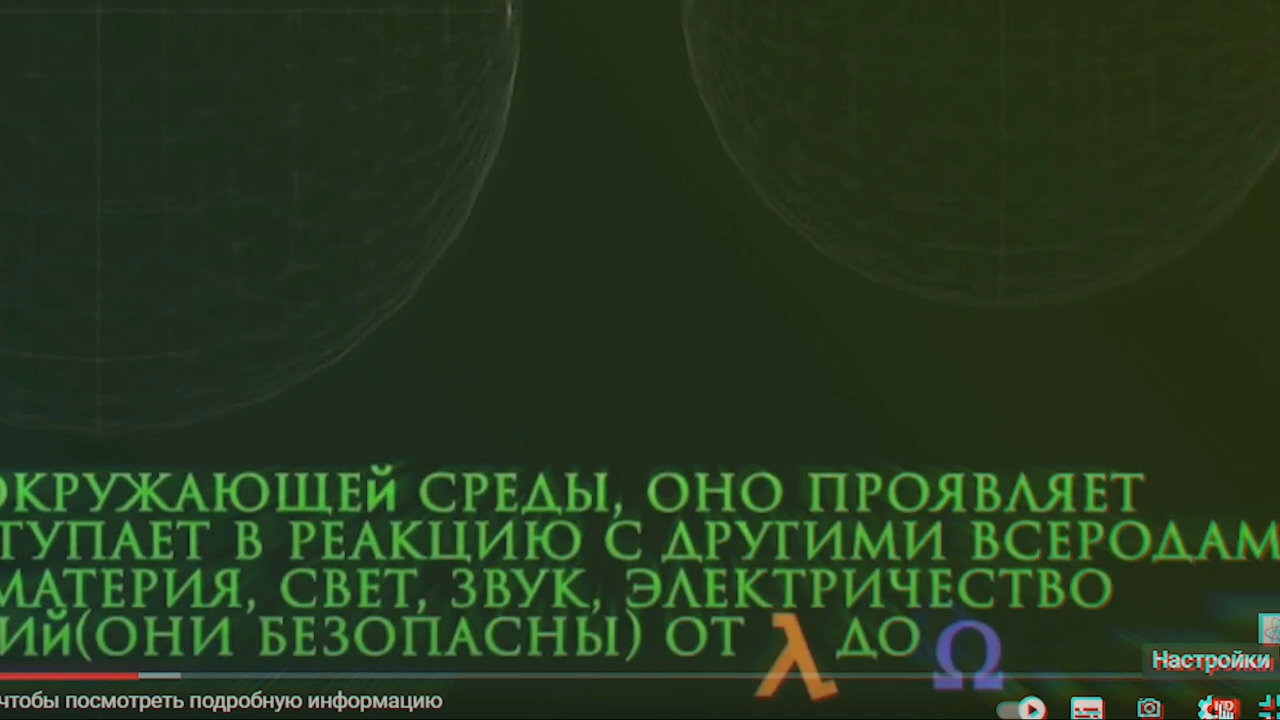 ОКРУЖАЮЩЕЙ СРЕДЫ, ОНО ПРОЯВЛЯЕТ
ТУПАЕТ В РЕАКЦИЮ С ДРУГИМИ ВСЕРОДАМ
МАТЕРИЯ, СВЕТ, ЗВУК, ЭЛЕКТРИЧЕСТВО
ИЙ(ОНИ БЕЗОПАСНЫ) ОТ λ ДО Ω
Настройки
чтобы посмотреть подробную информацию